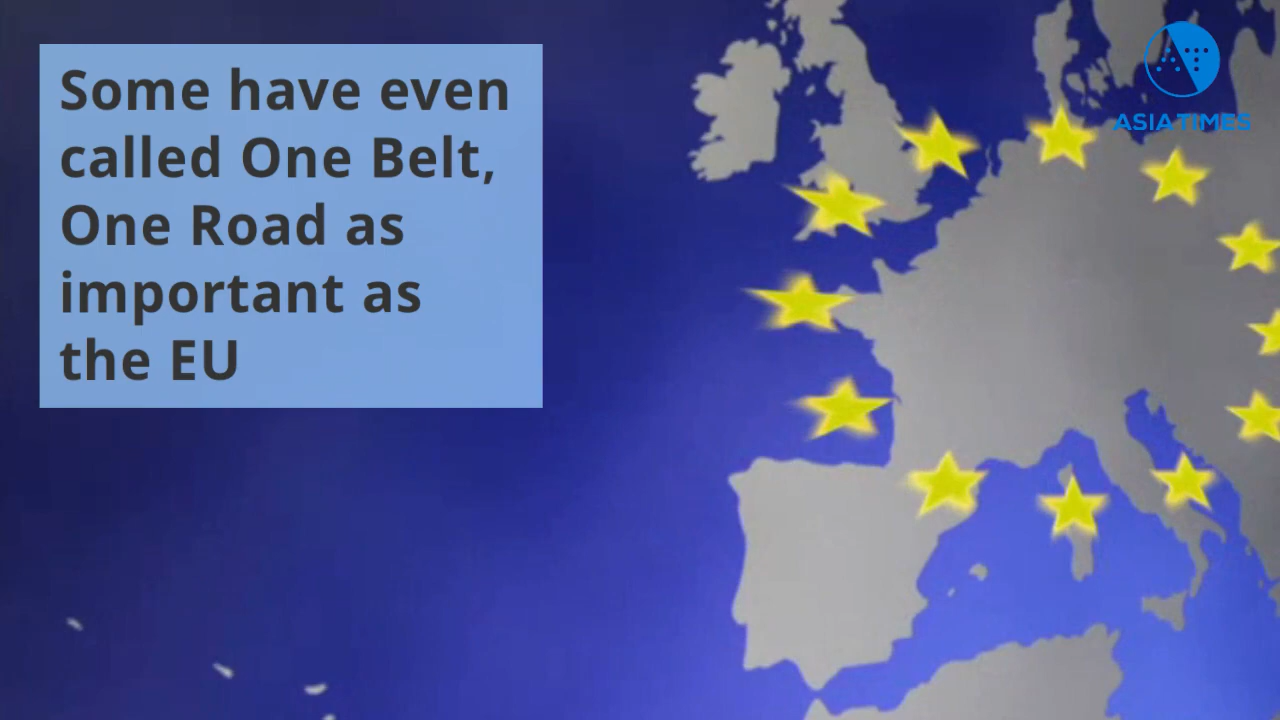 Some have even
called One Belt,
One Road as
important as
the EU
ASIA TIMES